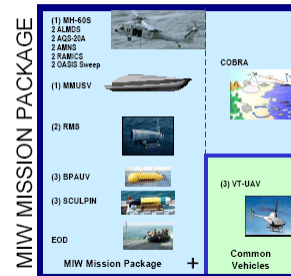 MIW MISSION PACKAGE
(1) MH-60S
2 ALMDS
2 AQS-20A
2 AMNS
2 RAMICS
2 OASIS Sweep
(1) MMUSV
(2) RMS
(3) BPAUV
(3) SCULPIN
EOD
MIW Mission Package
+
COBRA
(3) VT-UAV
Common
Vehicles